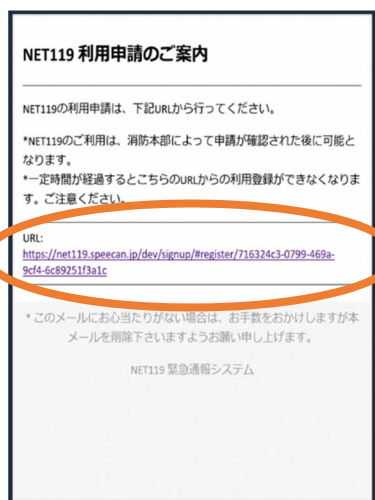 NET119 利用申請のご案内
NET119の利用申請は、下記URLから行ってください。
*NET119のご利用は、消防本部によって申請が確認された後に可能と
なります。
*一定時間が経過するとこちらのURLからの利用登録ができなくなりま
す。ご注意ください。
URL:
https://net119.speecan.jp/dev/signup/#register/716324c3-0799-469a-
9cf4-6c89251f3a1c
* このメールにお心当たりがない場合は、お手数をおかけしますが本
メールを削除下さいますようお願い申し上げます。
NET119 緊急通報システム